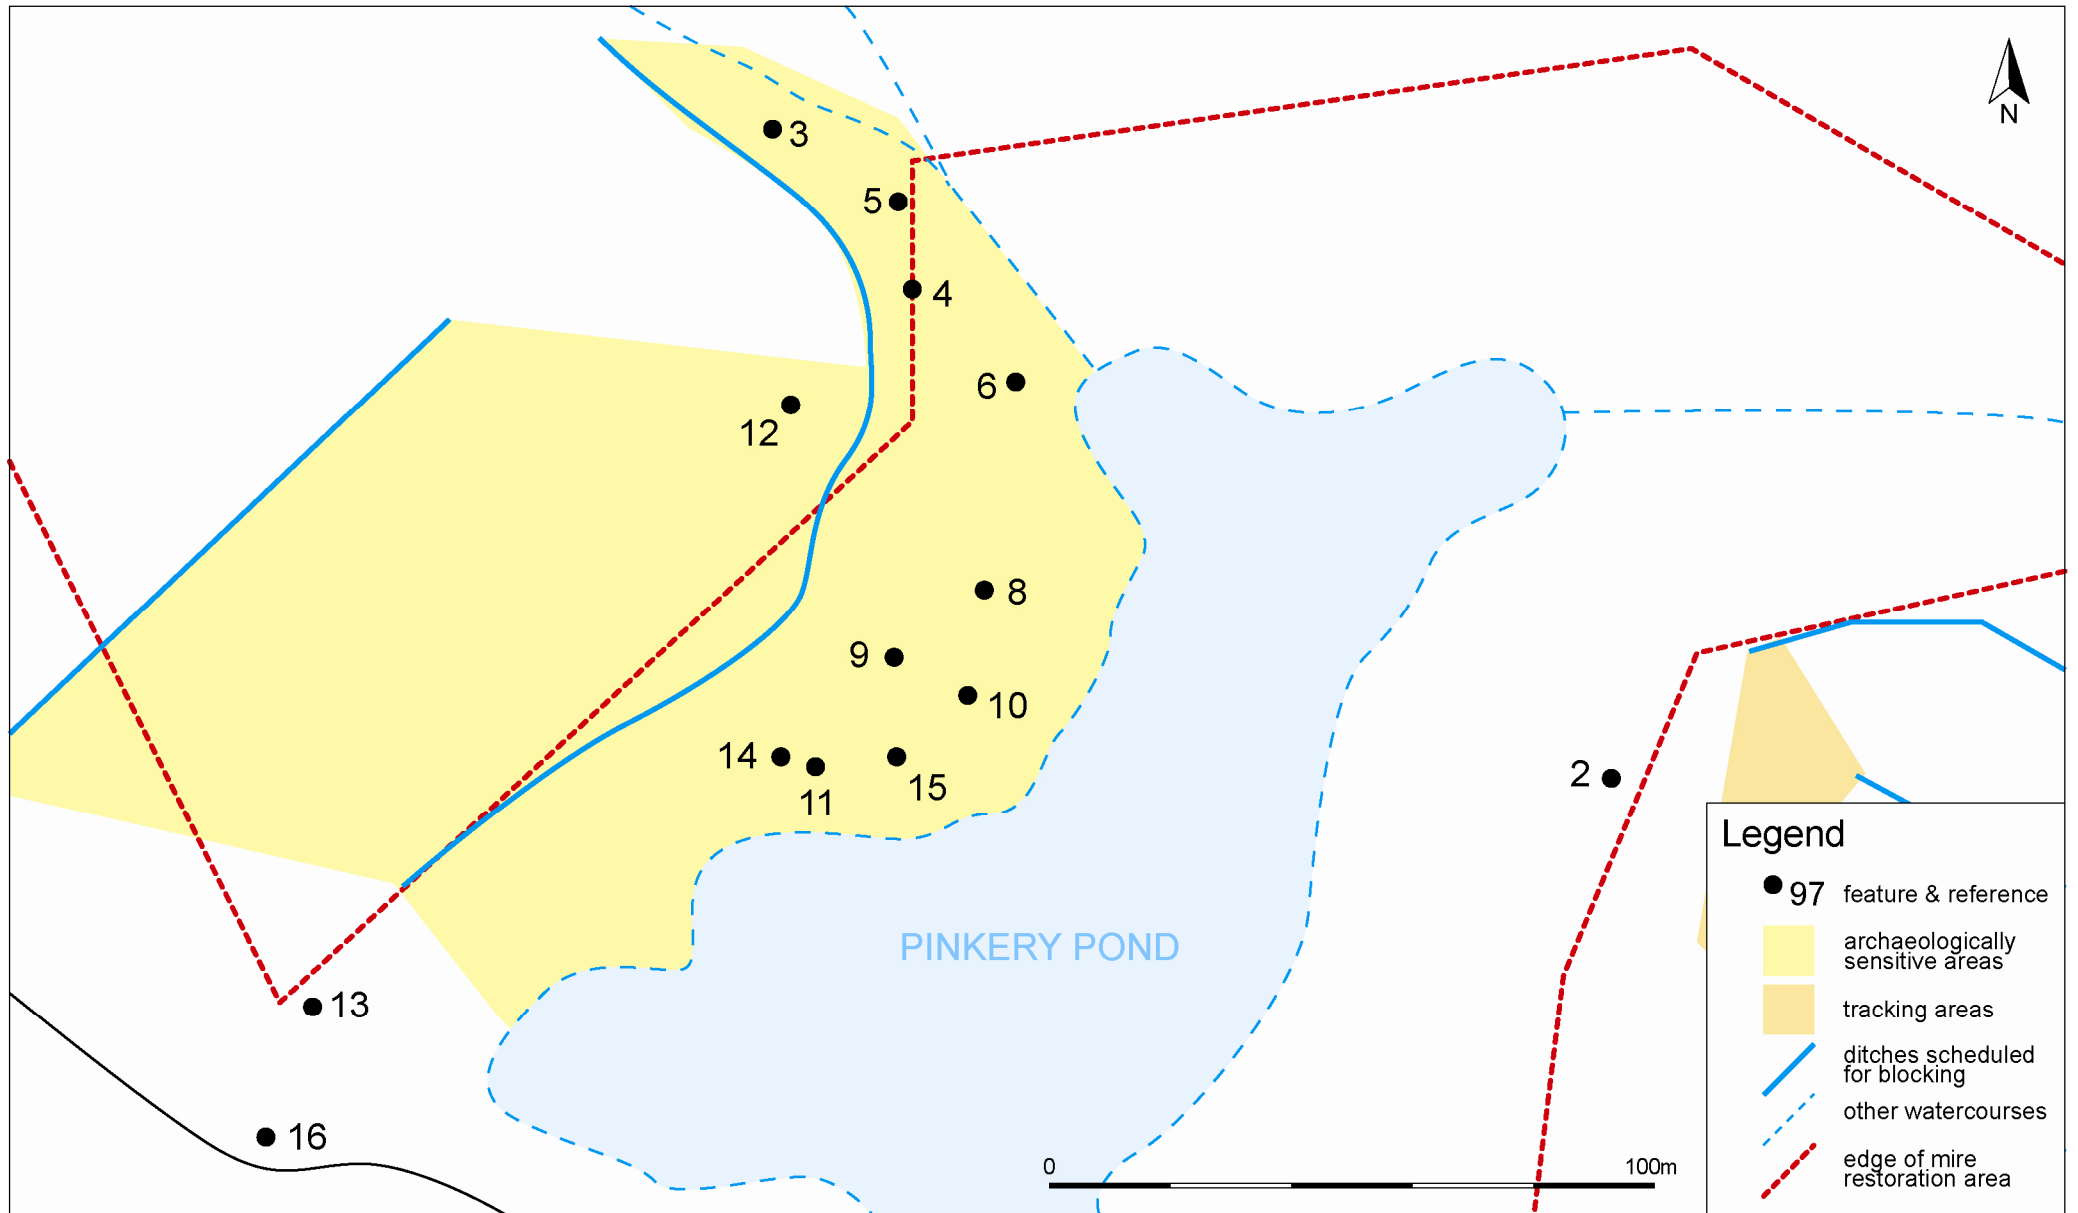 N
3
5
4
6
12
8
9
10
14
11
15
2
13
16
PINKERY POND
0
100m
Legend
97 feature & reference
archaeologically
sensitive areas
tracking areas
ditches scheduled
for blocking
other watercourses
edge of mire
restoration area